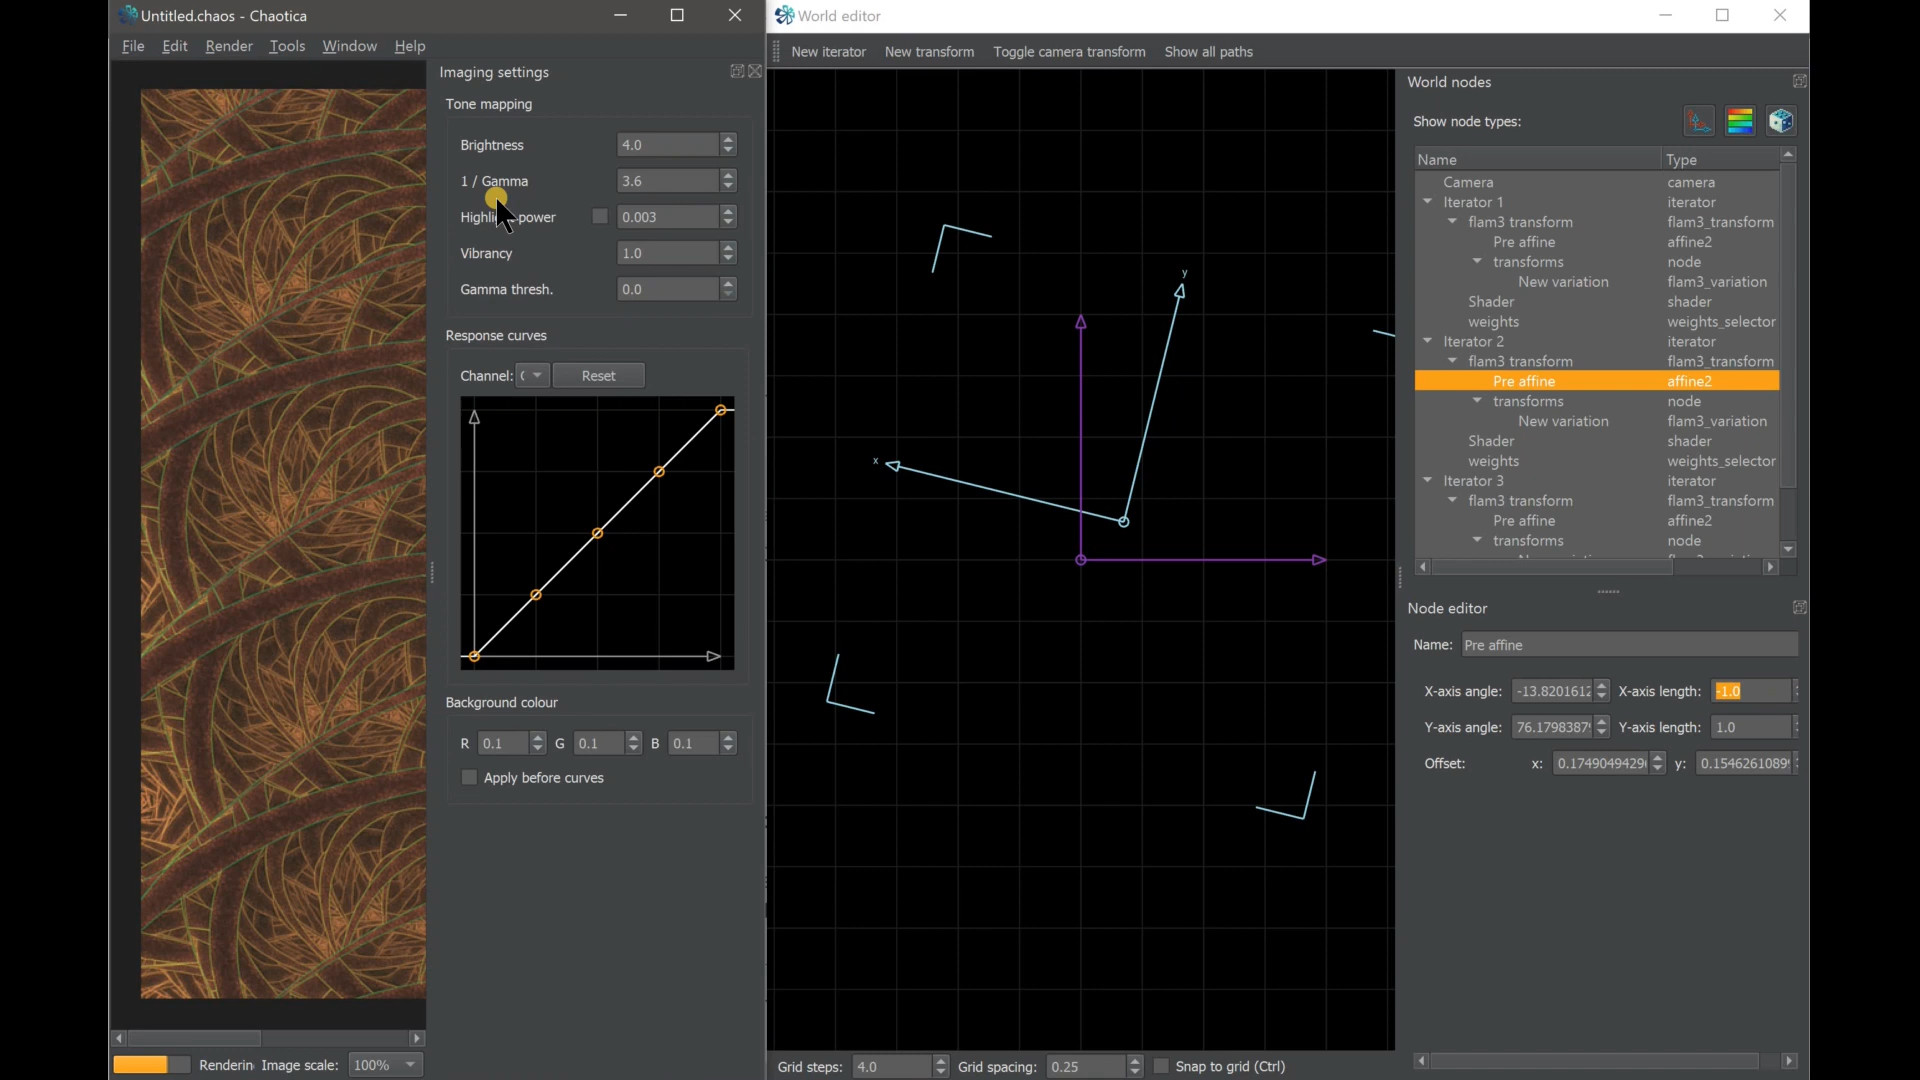 Untitled.chaos - Chaotica
File Edit Render Tools Window Help
Imaging settings
Tone mapping
Brightness 4.0
1 / Gamma 3.6
power 0.003
Vibrancy 1.0
Gamma thresh. 0.0
Response curves
Channel: Reset
Background colour
R 0.1 G 0.1 B 0.1
Apply before curves
Renderin Image scale: 100%
World editor
New iterator New transform Toggle camera transform Show all paths
y
x
Grid steps: 4.0 Grid spacing: 0.25 Snap to grid (Ctrl)
World nodes
Show node types:
Name Type
Camera camera
Iterator 1 iterator
flam3 transform flam3_transform
Pre affine affine2
transforms node
New variation flam3_variation
Shader shader
weights weights_selector
Iterator 2 iterator
flam3 transform flam3_transform
Pre affine affine2
transforms node
New variation flam3_variation
Shader shader
weights weights_selector
Iterator 3 iterator
flam3 transform flam3_transform
Pre affine affine2
transforms node
Node editor
Name: Pre affine
X-axis angle: -13.8201612 X-axis length: -1.0
Y-axis angle: 76.1798387 Y-axis length: 1.0
Offset: x: 0.1749049429 y: 0.1546261089